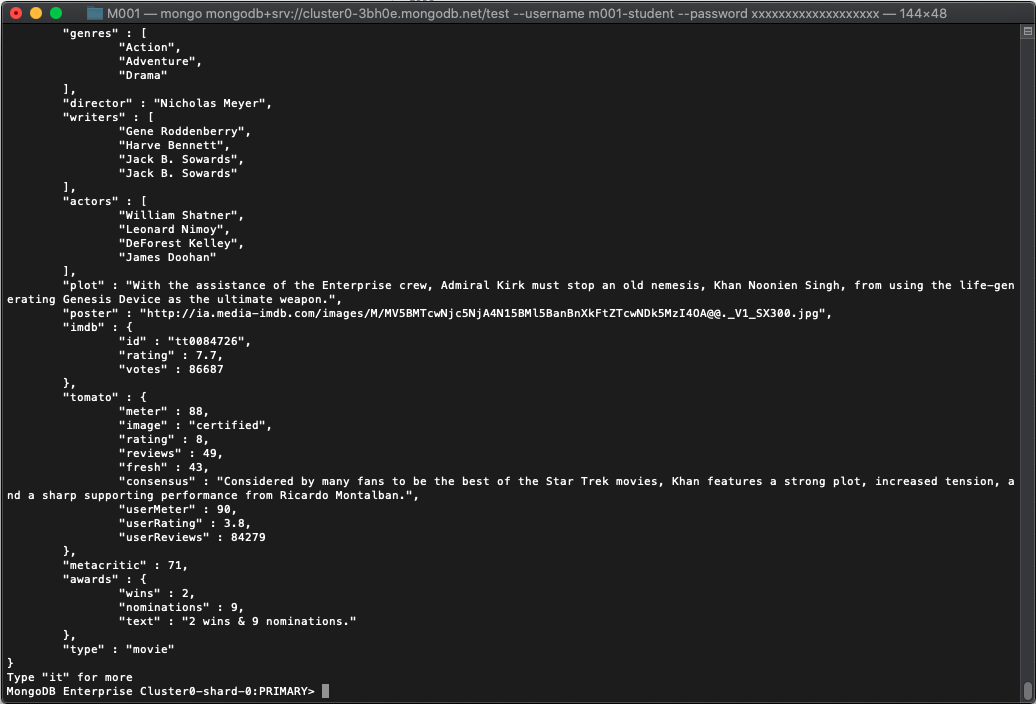 M001 — mongo mongodb+srv://cluster0-3bh0e.mongodb.net/test --username m001-student --password xxxxxxxxxxxxxxxxxxx — 144×48
"genres" : [
"Action",
"Adventure",
"Drama"
],
"director" : "Nicholas Meyer",
"writers" : [
"Gene Roddenberry",
"Harve Bennett",
"Jack B. Sowards",
"Jack B. Sowards"
],
"actors" : [
"William Shatner",
"Leonard Nimoy",
"DeForest Kelley",
"James Doohan"
],
"plot" : "With the assistance of the Enterprise crew, Admiral Kirk must stop an old nemesis, Khan Noonien Singh, from using the life-gen
erating Genesis Device as the ultimate weapon.",
"poster" : "http://ia.media-imdb.com/images/M/MV5BMTcwNjc5NjA4N15BMl5BanBnXkFtZTcwNDk5MzI4OA@@._V1_SX300.jpg",
"imdb" : {
"id" : "tt0084726",
"rating" : 7.7,
"votes" : 86687
},
"tomato" : {
"meter" : 88,
"image" : "certified",
"rating" : 8,
"reviews" : 49,
"fresh" : 43,
"consensus" : "Considered by many fans to be the best of the Star Trek movies, Khan features a strong plot, increased tension, a
nd a sharp supporting performance from Ricardo Montalban.",
"userMeter" : 90,
"userRating" : 3.8,
"userReviews" : 84279
},
"metacritic" : 71,
"awards" : {
"wins" : 2,
"nominations" : 9,
"text" : "2 wins & 9 nominations."
},
"type" : "movie"
}
Type "it" for more
MongoDB Enterprise Cluster0-shard-0:PRIMARY>